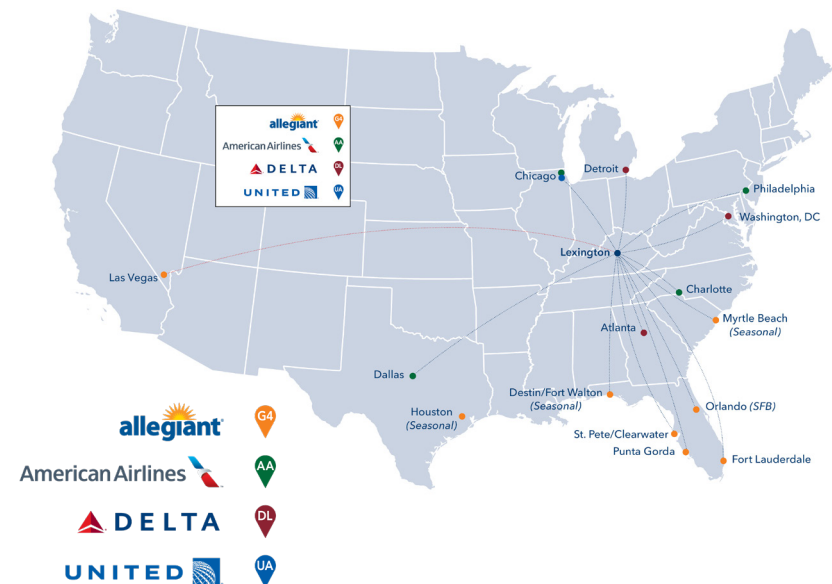 allegiant G4
American Airlines AA
DELTA DL
UNITED UA
Chicago
Detroit
Philadelphia
Washington, DC
Lexington
Las Vegas
Charlotte
Myrtle Beach
(Seasonal)
Atlanta
Dallas
Destin/Fort Walton
(Seasonal)
Houston
(Seasonal)
Orlando (SFB)
St. Pete/Clearwater
Punta Gorda
Fort Lauderdale
allegiant G4
American Airlines AA
DELTA DL
UNITED UA